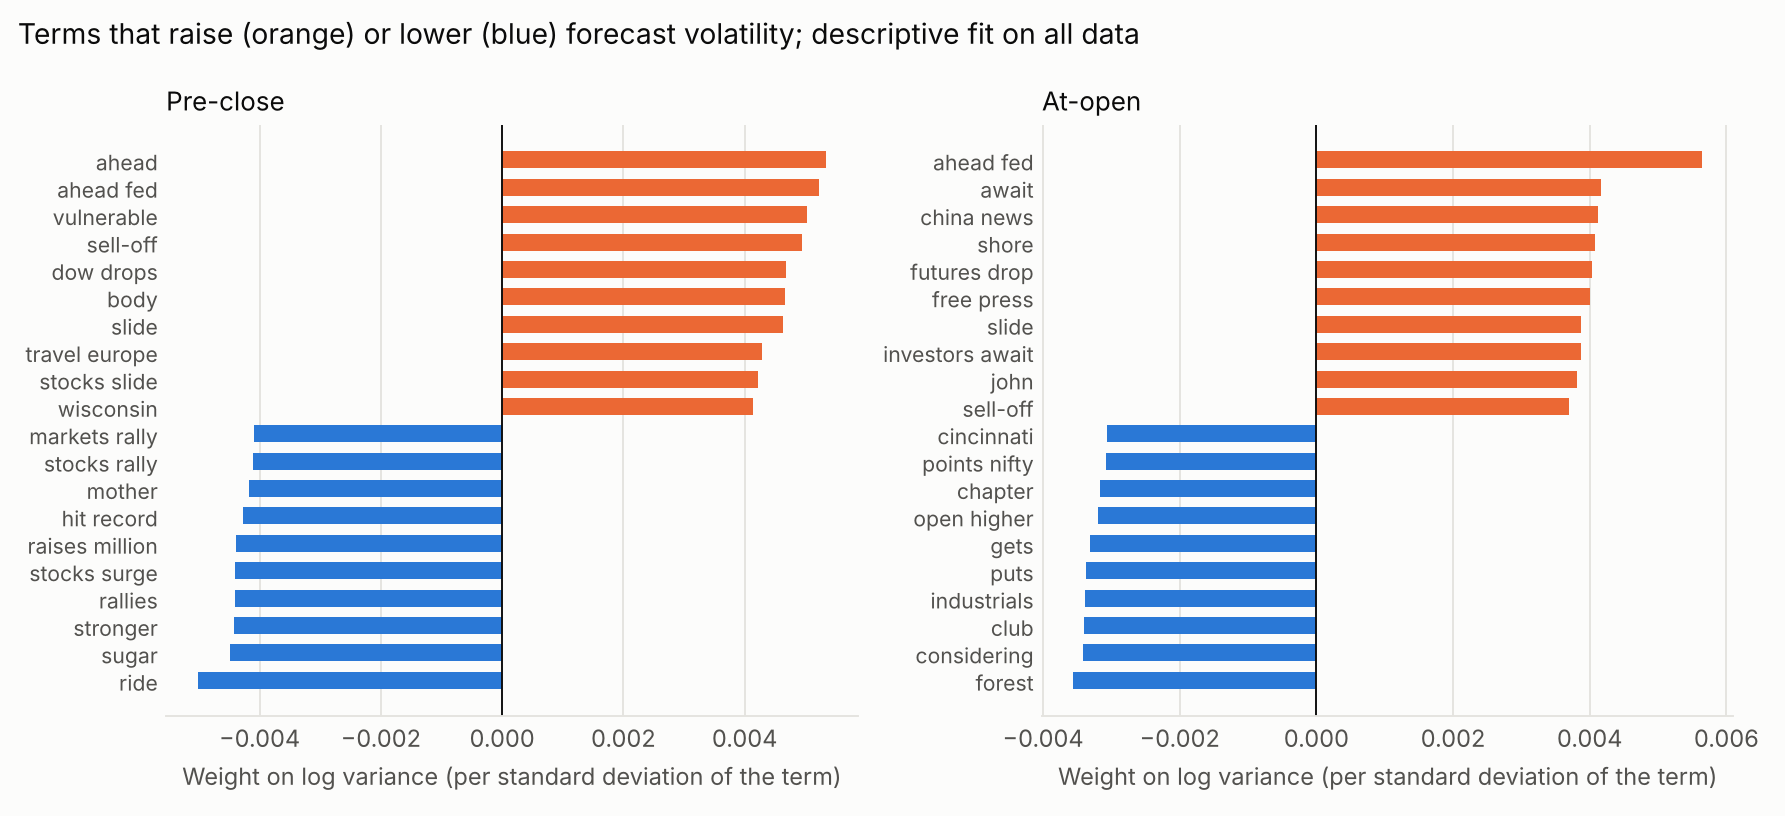 Terms that raise (orange) or lower (blue) forecast volatility; descriptive fit on all data
Pre-close
ahead
ahead fed
vulnerable
sell-off
dow drops
body
slide
travel europe
stocks slide
wisconsin
markets rally
stocks rally
mother
hit record
raises million
stocks surge
rallies
stronger
sugar
ride
−0.004 −0.002 0.000 0.002 0.004
Weight on log variance (per standard deviation of the term)
At-open
ahead fed
await
china news
shore
futures drop
free press
slide
investors await
john
sell-off
cincinnati
points nifty
chapter
open higher
gets
puts
industrials
club
considering
forest
−0.004 −0.002 0.000 0.002 0.004 0.006
Weight on log variance (per standard deviation of the term)